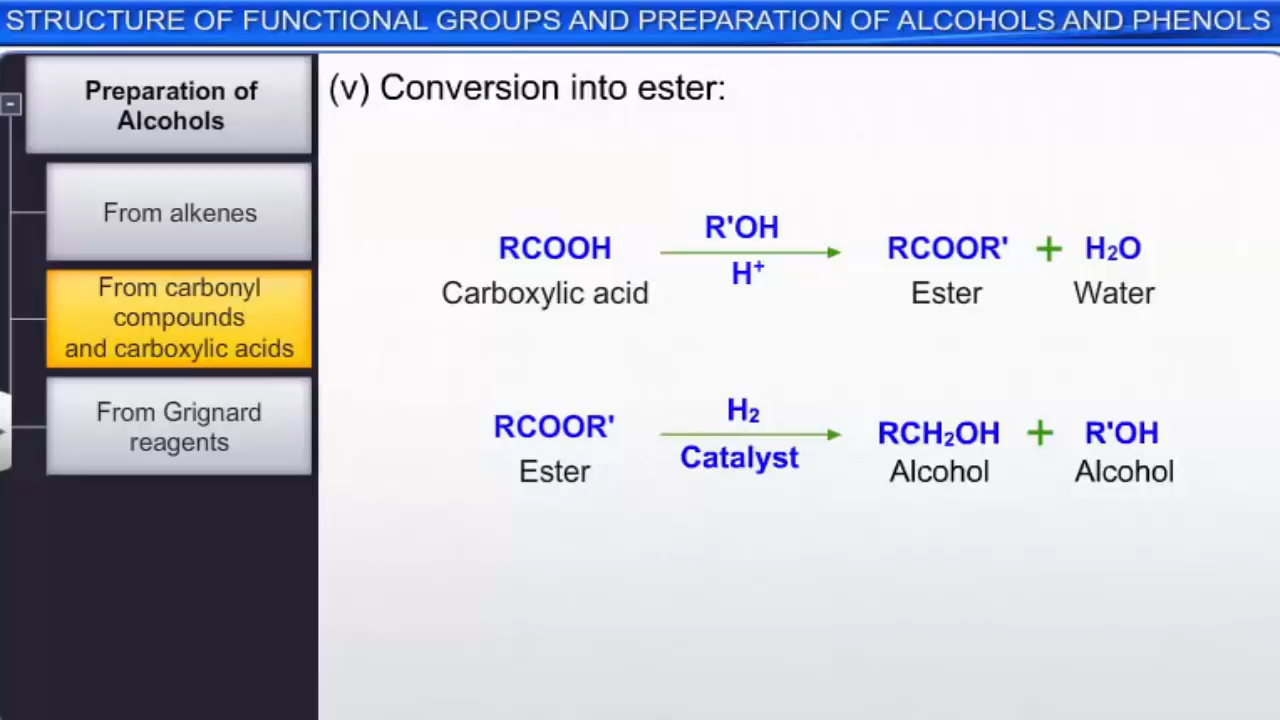 STRUCTURE OF FUNCTIONAL GROUPS AND PREPARATION OF ALCOHOLS AND PHENOLS
Preparation of
Alcohols
From alkenes
From carbonyl
compounds
and carboxylic acids
From Grignard
reagents
(v) Conversion into ester:
R'OH
RCOOH RCOOR' + H₂O
H⁺
Carboxylic acid Ester Water
H₂
RCOOR' RCH₂OH + R'OH
Catalyst
Ester Alcohol Alcohol